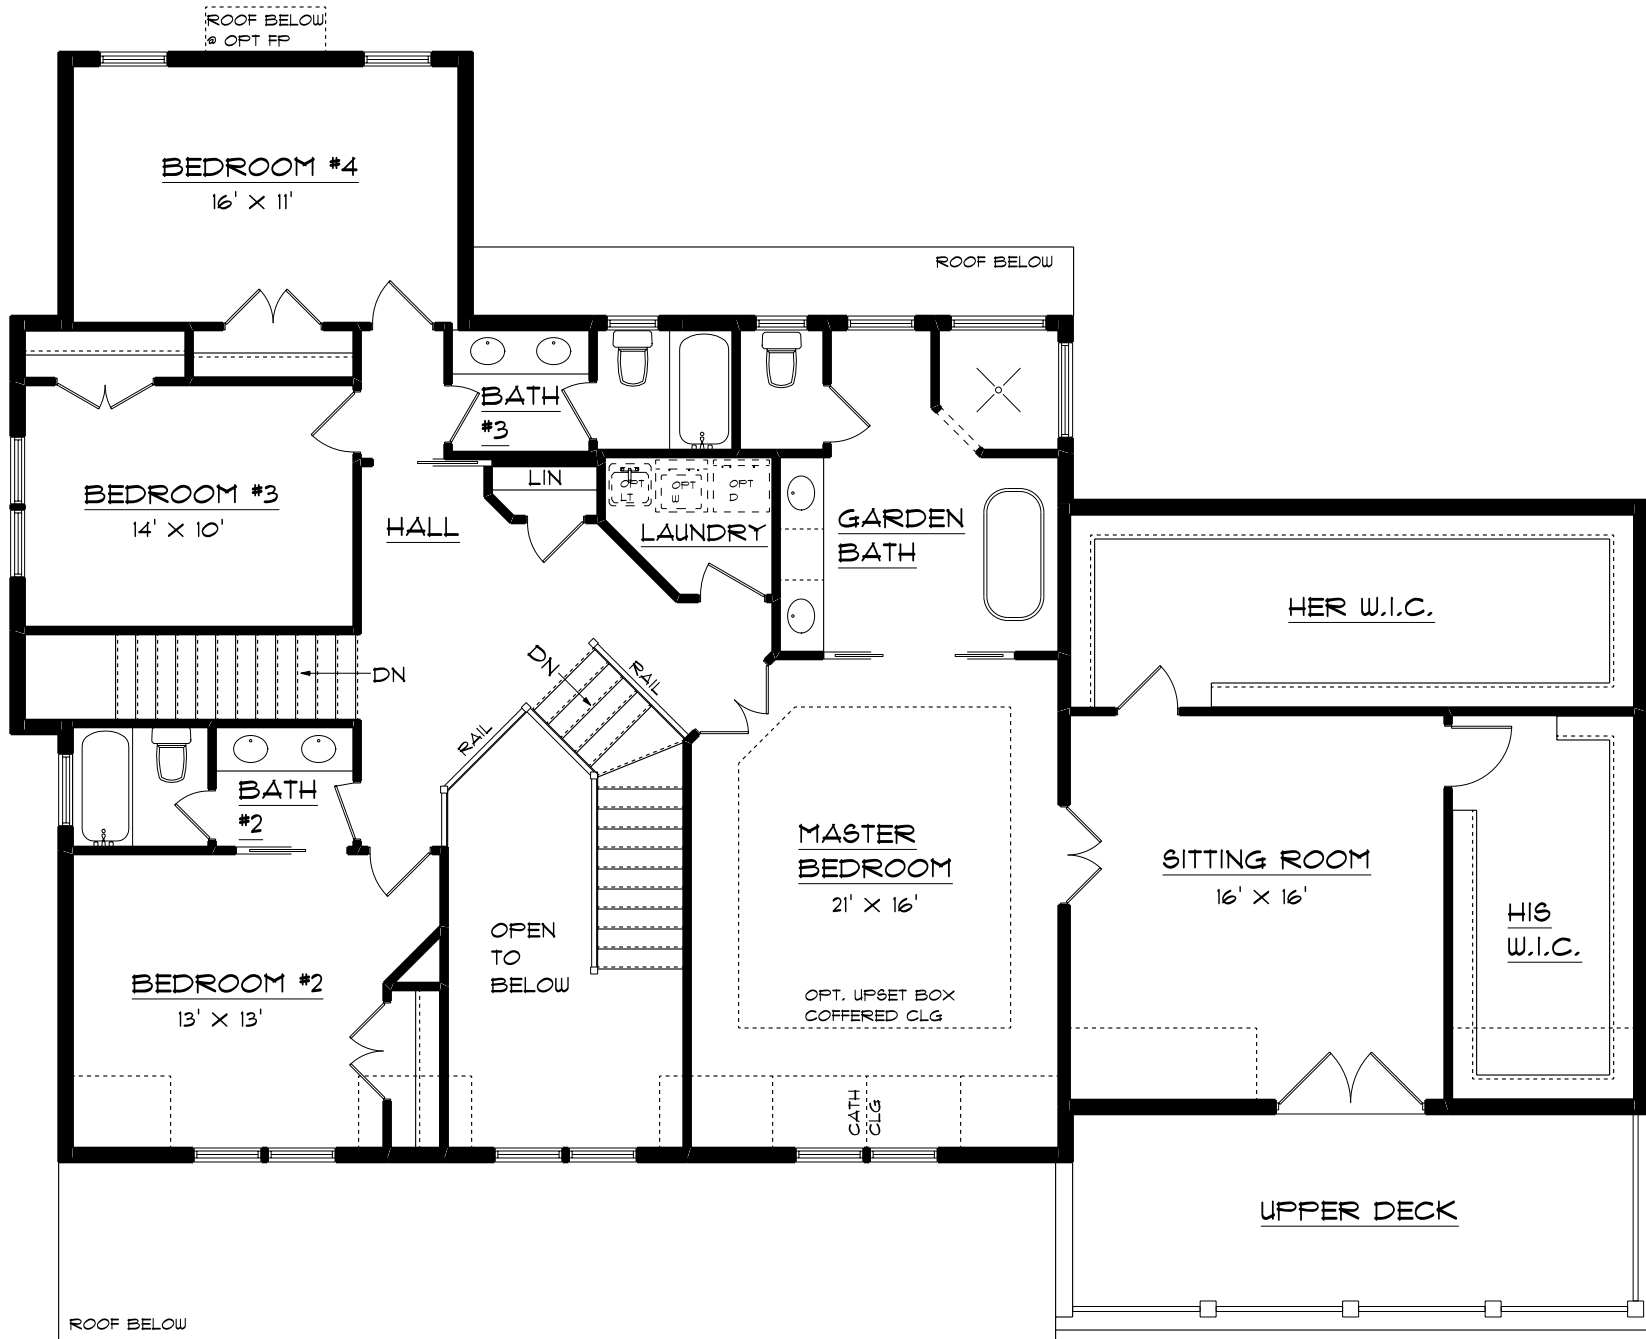 ROOF BELOW
@ OPT FP
BEDROOM #4
16' X 11'
ROOF BELOW
BATH
#3
LIN
OPT
LT
OPT
W
OPT
D
LAUNDRY
BEDROOM #3
14' X 10'
HALL
GARDEN
BATH
HER W.I.C.
DN
DN
RAIL
RAIL
BATH
#2
MASTER
BEDROOM
21' X 16'
SITTING ROOM
16' X 16'
HIS
W.I.C.
OPEN
TO
BELOW
BEDROOM #2
13' X 13'
OPT. UPSET BOX
COFFERED CLG
CATH
CLG
UPPER DECK
ROOF BELOW